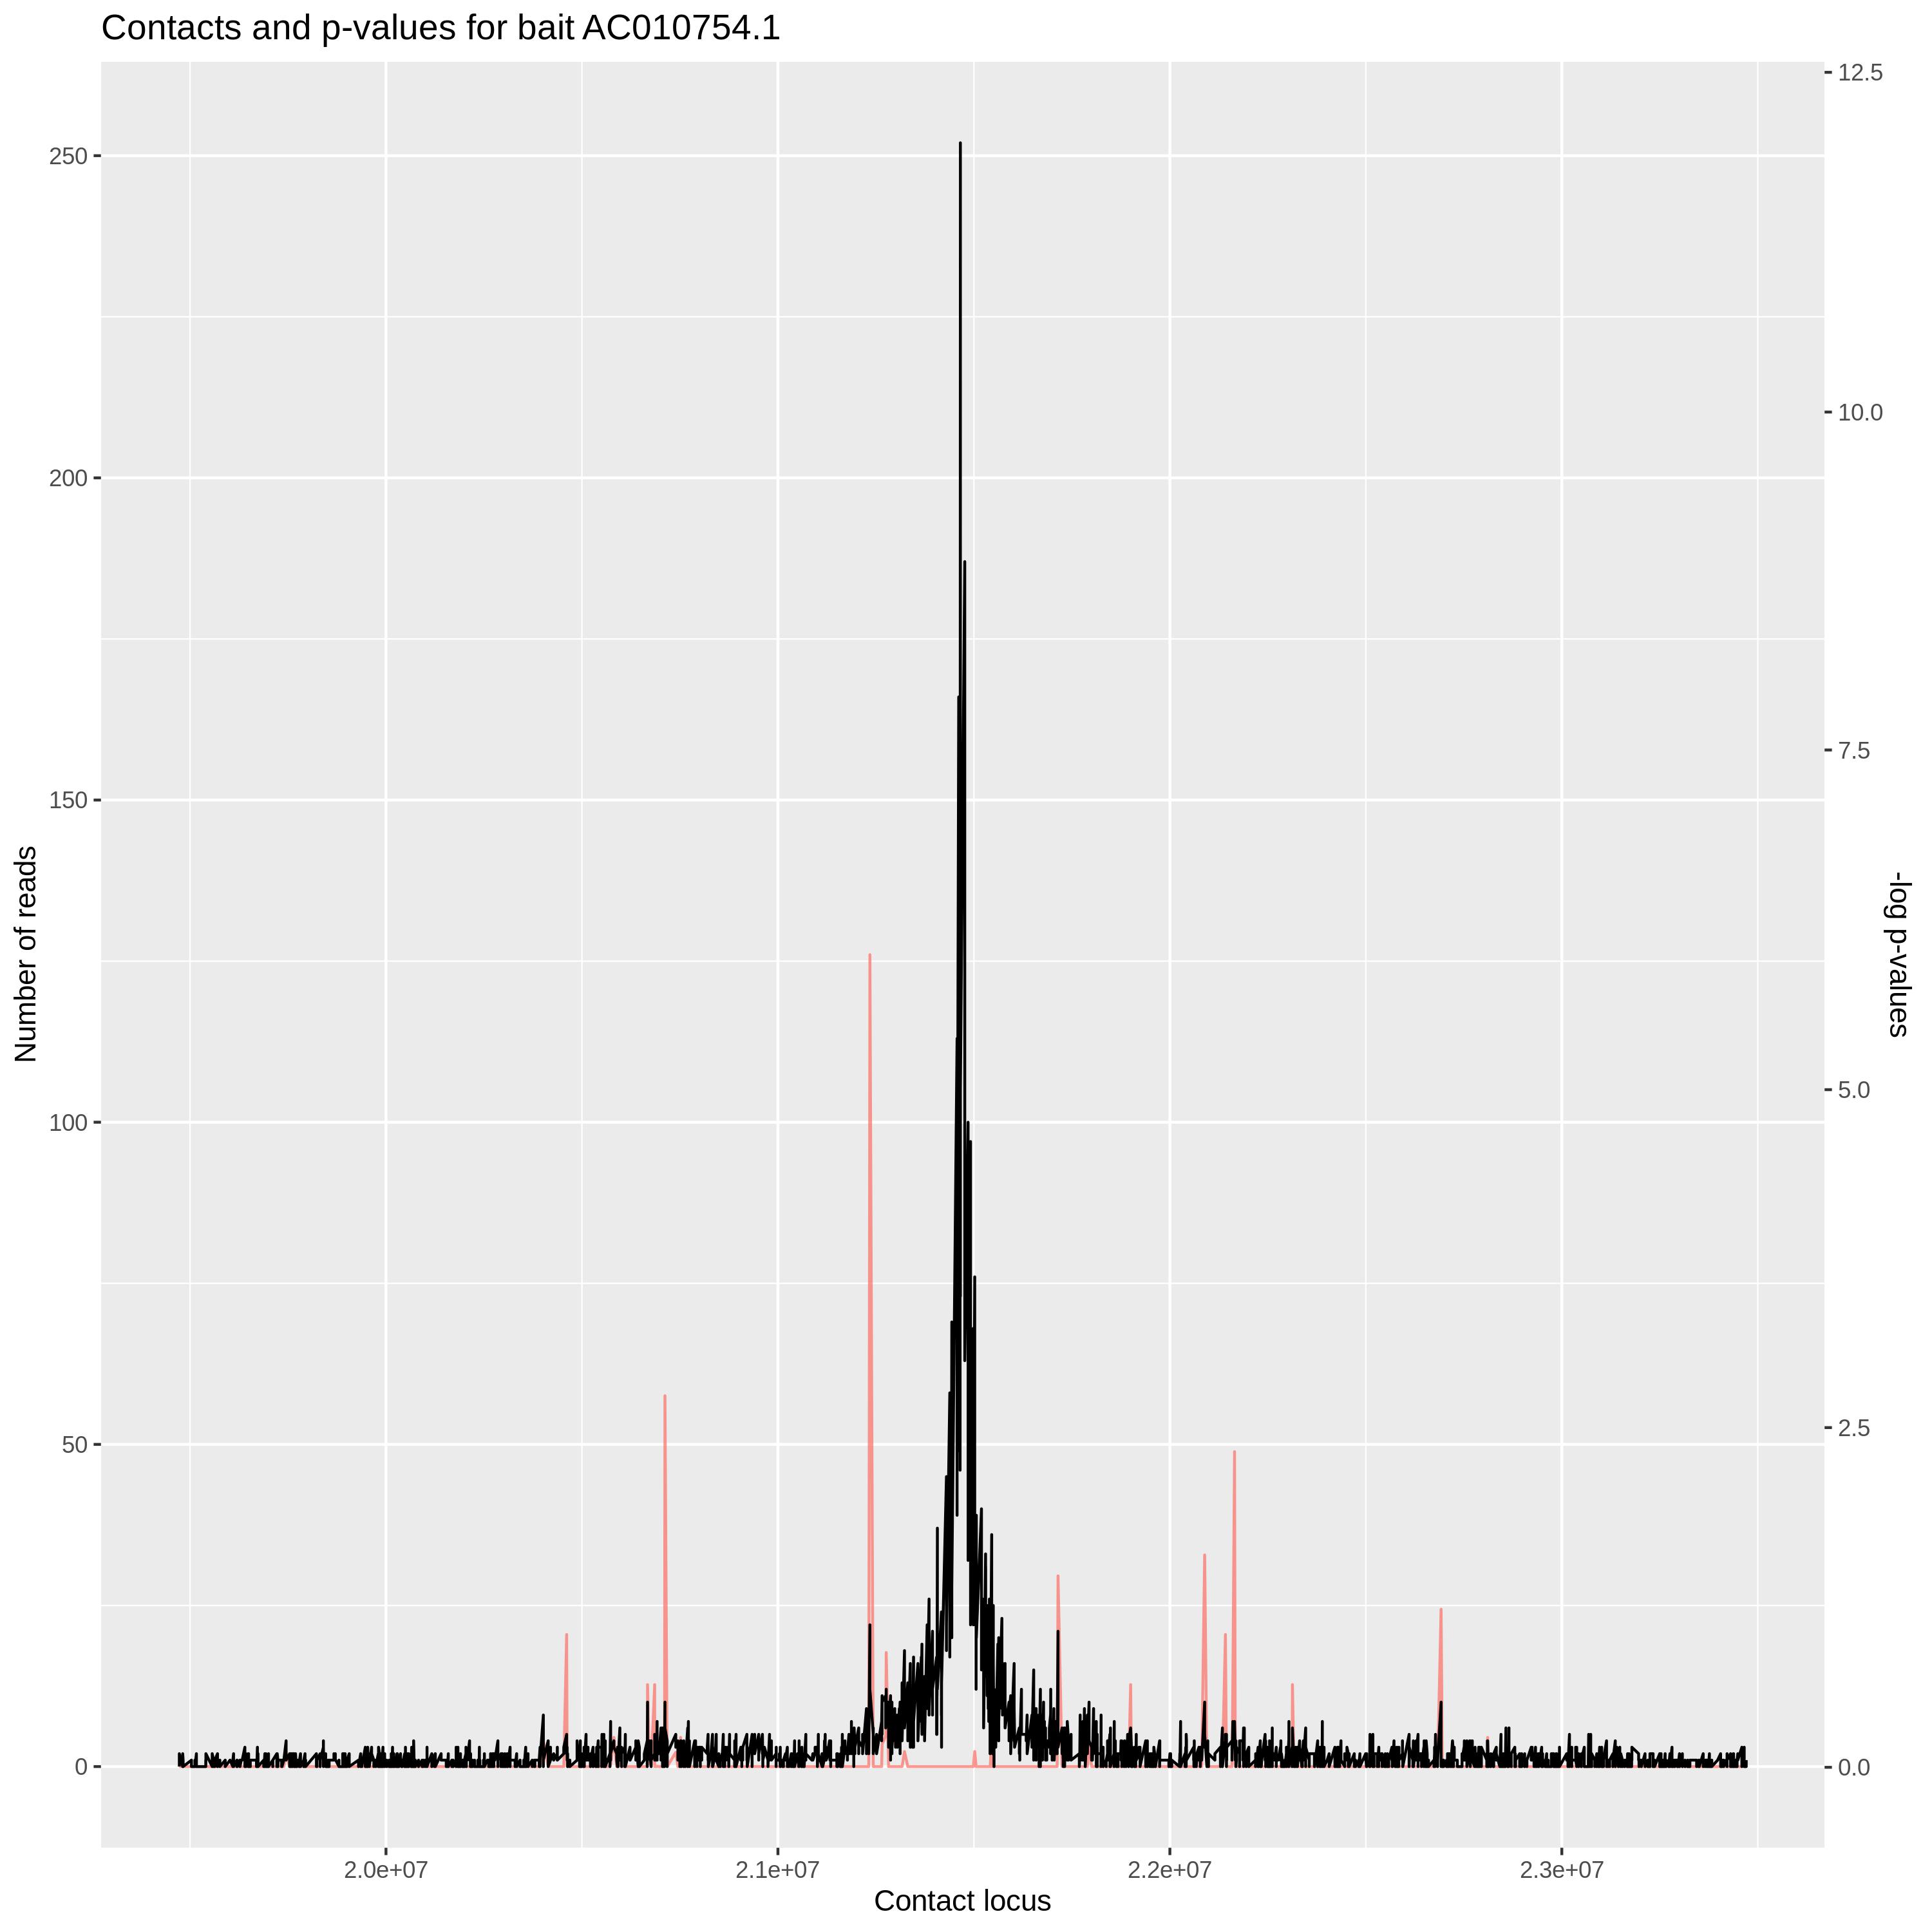 Contacts and p-values for bait AC010754.1
250
200
150
100
50
0
Number of reads
12.5
10.0
7.5
5.0
2.5
0.0
-log p-values
2.0e+07
2.1e+07
2.2e+07
2.3e+07
Contact locus